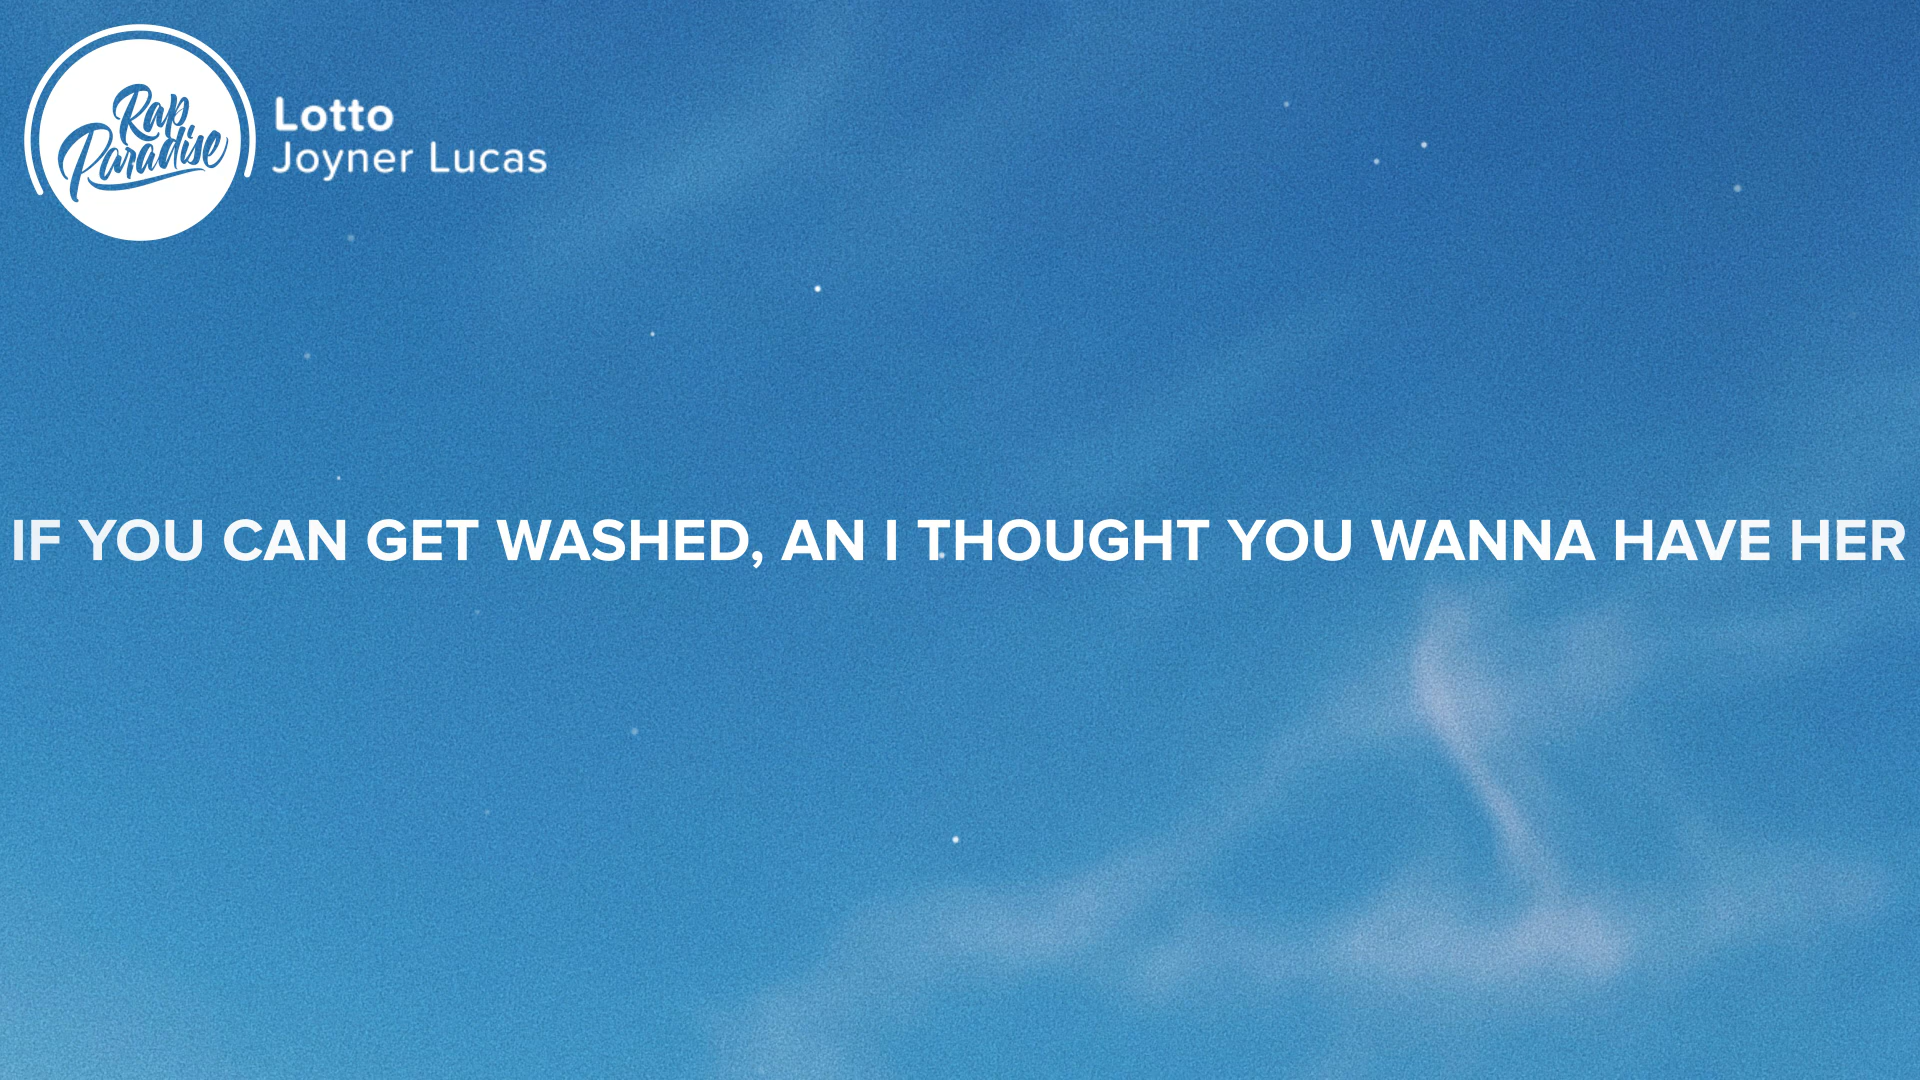 Rap
Paradise
Lotto
Joyner Lucas
IF YOU CAN GET WASHED, AN I THOUGHT YOU WANNA HAVE HER